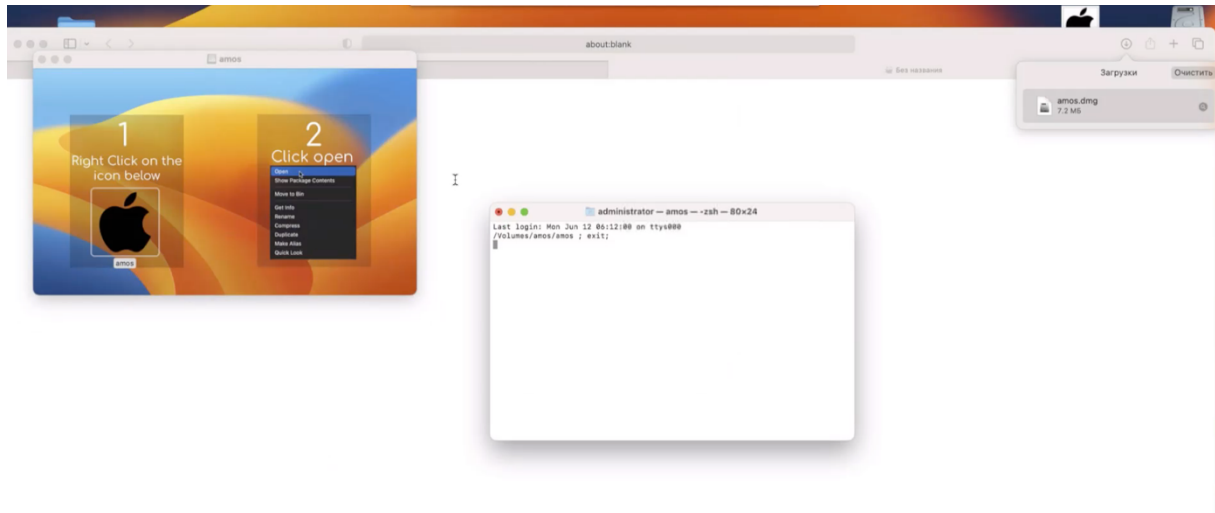 about:blank
amos
Без названия
Загрузки
Очистить
amos.dmg
7.2 МБ
1
Right Click on the
icon below
amos
2
Click open
Open
Show Package Contents
Move to Bin
Get Info
Rename
Compress
Duplicate
Make Alias
Quick Look
administrator — amos — -zsh — 80×24
Last login: Mon Jun 12 06:12:00 on ttys000
/Volumes/amos/amos ; exit;